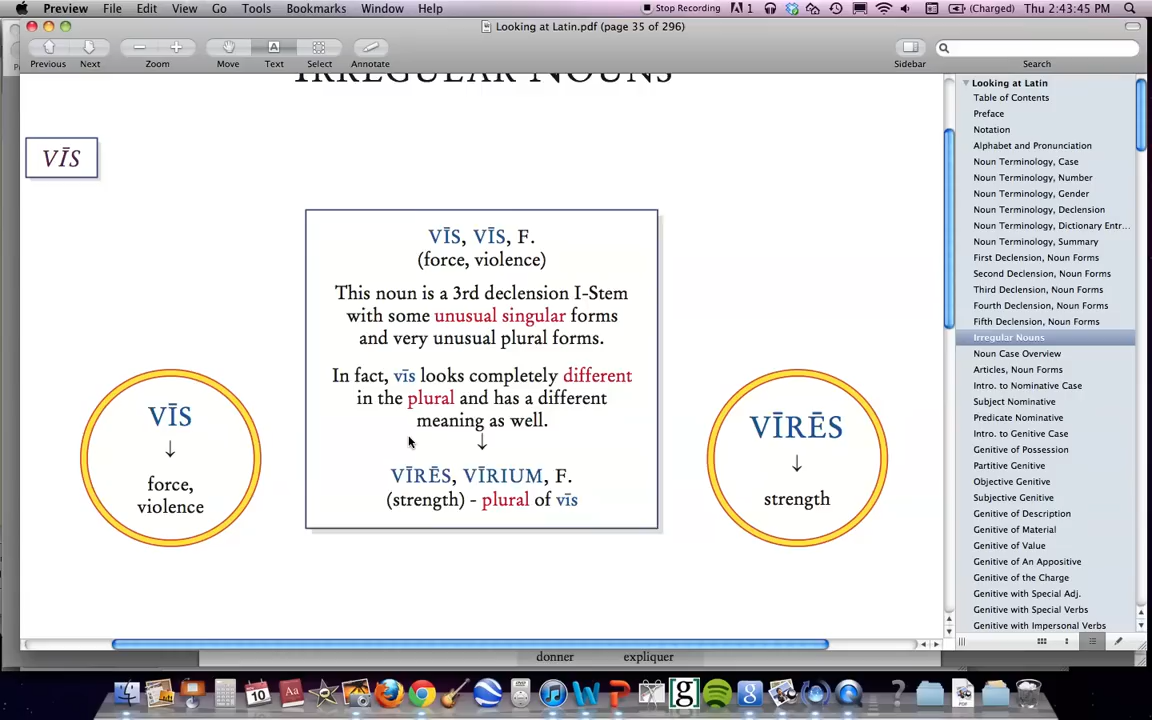 Preview File Edit View Go Tools Bookmarks Window Help Stop Recording 1 (Charged) Thu 2:43:45 PM
Looking at Latin.pdf (page 35 of 296)
Previous Next Zoom Move Text Select Annotate Sidebar Search
IRREGULAR NOUNS
VĪS
VĪS, VĪS, F.
(force, violence)
This noun is a 3rd declension I-Stem
with some unusual singular forms
and very unusual plural forms.
In fact, vīs looks completely different
in the plural and has a different
meaning as well.
↓
VĪRĒS, VĪRIUM, F.
(strength) - plural of vīs
VĪS
↓
force,
violence
VĪRĒS
↓
strength
Looking at Latin
Table of Contents
Preface
Notation
Alphabet and Pronunciation
Noun Terminology, Case
Noun Terminology, Number
Noun Terminology, Gender
Noun Terminology, Declension
Noun Terminology, Dictionary Entr...
Noun Terminology, Summary
First Declension, Noun Forms
Second Declension, Noun Forms
Third Declension, Noun Forms
Fourth Declension, Noun Forms
Fifth Declension, Noun Forms
Irregular Nouns
Noun Case Overview
Articles, Noun Forms
Intro. to Nominative Case
Subject Nominative
Predicate Nominative
Intro. to Genitive Case
Genitive of Possession
Partitive Genitive
Objective Genitive
Subjective Genitive
Genitive of Description
Genitive of Material
Genitive of Value
Genitive of An Appositive
Genitive of the Charge
Genitive with Special Adj.
Genitive with Special Verbs
Genitive with Impersonal Verbs
donner expliquer